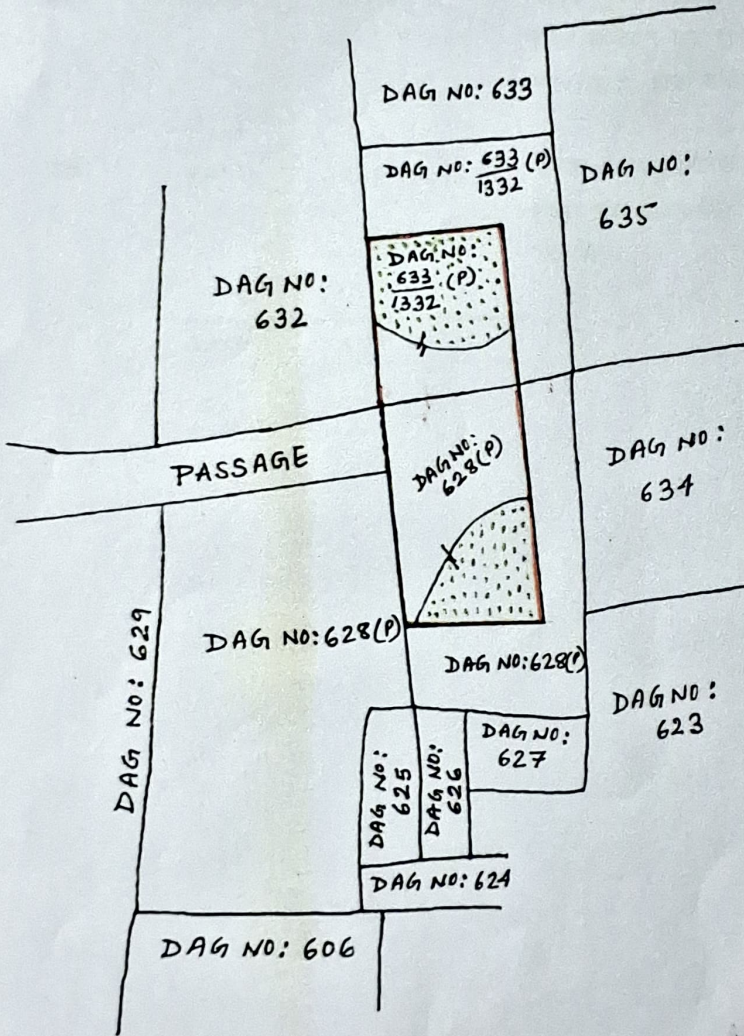 DAG NO: 633
DAG NO: 633 (P)
1332
DAG NO:
635
DAG NO:
633 (P)
1332
DAG NO:
632
PASSAGE
DAG NO:
628(P)
DAG NO:
634
DAG NO: 629
DAG NO:628(P)
DAG NO:628(P)
DAG NO:
623
DAG NO:
625
DAG NO:
626
DAG NO:
627
DAG NO: 624
DAG NO: 606